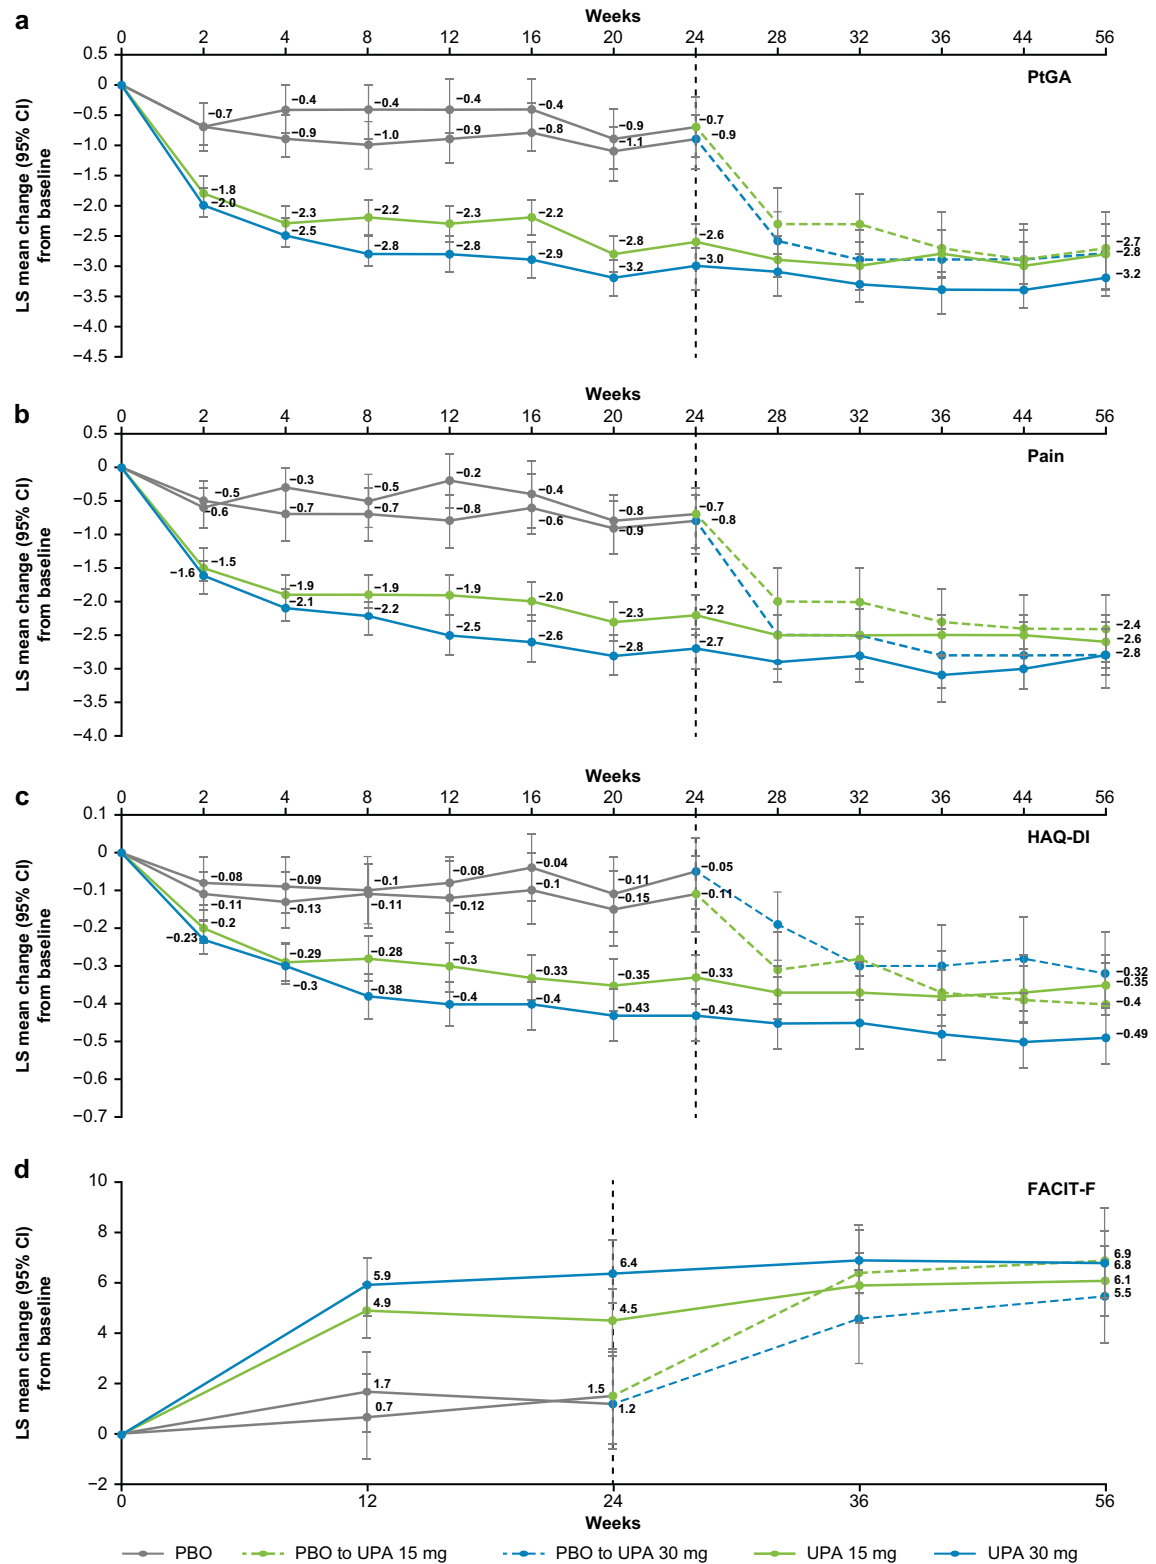 a
Weeks
0 2 4 8 12 16 20 24 28 32 36 44 56
PtGA
LS mean change (95% CI)
from baseline
0.5
0
−0.5
−1.0
−1.5
−2.0
−2.5
−3.0
−3.5
−4.0
−4.5
−0.7 −0.4 −0.4 −0.4 −0.4 −0.9 −0.7
−0.9 −1.0 −0.9 −0.8 −1.1 −0.9
−1.8 −2.3 −2.2 −2.3 −2.2 −2.8 −2.6
−2.0 −2.5 −2.8 −2.8 −2.9 −3.2 −3.0
−2.7
−2.8
−3.2
b
Weeks
0 2 4 8 12 16 20 24 28 32 36 44 56
Pain
LS mean change (95% CI)
from baseline
0.5
0
−0.5
−1.0
−1.5
−2.0
−2.5
−3.0
−3.5
−4.0
−0.5 −0.3 −0.5 −0.2 −0.4 −0.8 −0.7
−0.6 −0.7 −0.7 −0.8 −0.6 −0.9 −0.8
−1.5 −1.9 −1.9 −1.9 −2.0 −2.3 −2.2
−1.6 −2.1 −2.2 −2.5 −2.6 −2.8 −2.7
−2.4
−2.6
−2.8
c
Weeks
0 2 4 8 12 16 20 24 28 32 36 44 56
HAQ-DI
LS mean change (95% CI)
from baseline
0.1
0
−0.1
−0.2
−0.3
−0.4
−0.5
−0.6
−0.7
−0.08 −0.09 −0.1 −0.08 −0.04 −0.11 −0.05
−0.11 −0.13 −0.11 −0.12 −0.1 −0.15 −0.11
−0.2 −0.29 −0.28 −0.3 −0.33 −0.35 −0.33
−0.23 −0.3 −0.38 −0.4 −0.4 −0.43 −0.43
−0.32
−0.35
−0.4
−0.49
d
FACIT-F
LS mean change (95% CI)
from baseline
10
8
6
4
2
0
−2
5.9 6.4
4.9 4.5
1.7 1.5
0.7 1.2
6.9
6.8
6.1
5.5
0 12 24 36 56
Weeks
PBO PBO to UPA 15 mg PBO to UPA 30 mg UPA 15 mg UPA 30 mg